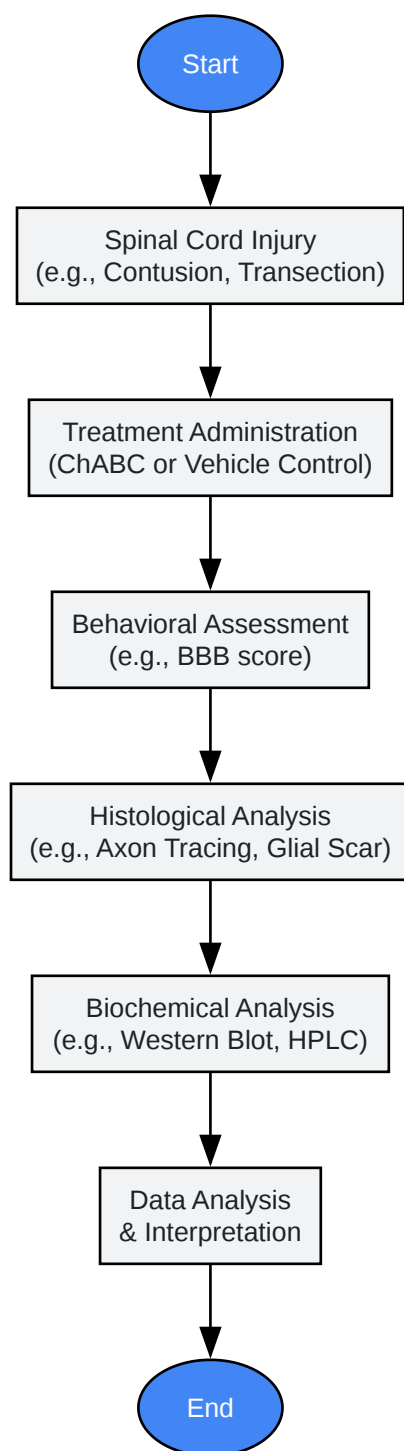 Start
Spinal Cord Injury
(e.g., Contusion, Transection)
Treatment Administration
(ChABC or Vehicle Control)
Behavioral Assessment
(e.g., BBB score)
Histological Analysis
(e.g., Axon Tracing, Glial Scar)
Biochemical Analysis
(e.g., Western Blot, HPLC)
Data Analysis
& Interpretation
End